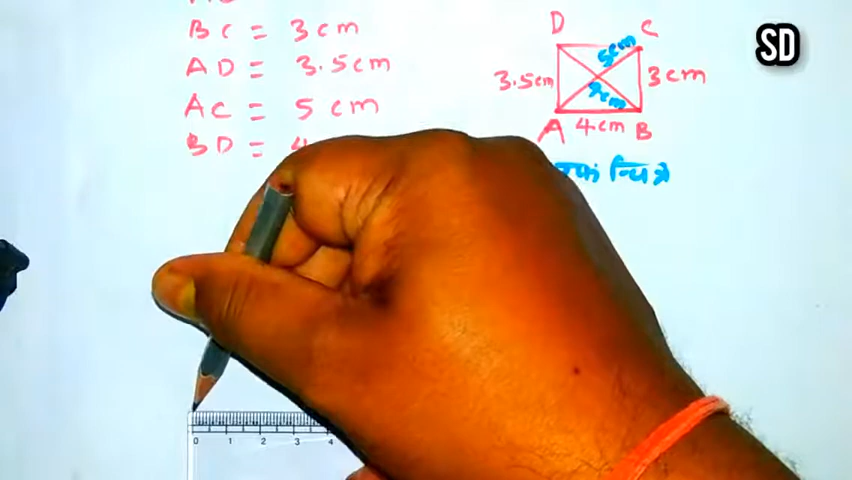 BC = 3cm
AD = 3.5cm
AC = 5cm
BD = 4
D C
5cm
3.5cm 3cm
A 4cm B
SD
0 1 2 3 4